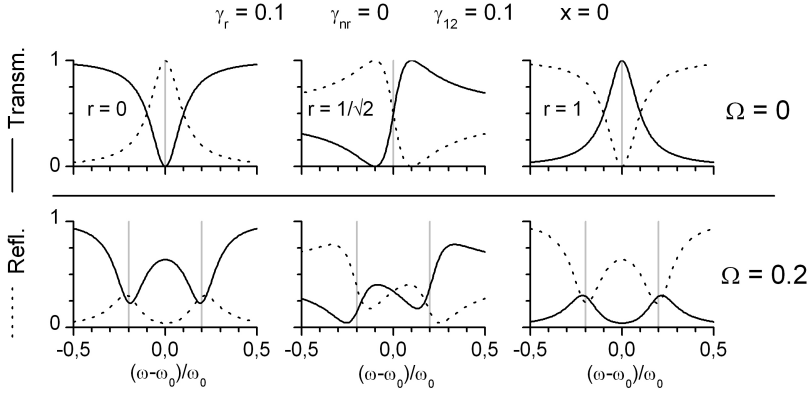 γr = 0.1 γnr = 0 γ12 = 0.1 x = 0
Transm.
1
0
r = 0
r = 1/√2
r = 1
Ω = 0
Refl.
1
0
Ω = 0.2
-0,5 0,0 0,5 -0,5 0,0 0,5 -0,5 0,0 0,5
(ω-ω0)/ω0 (ω-ω0)/ω0 (ω-ω0)/ω0